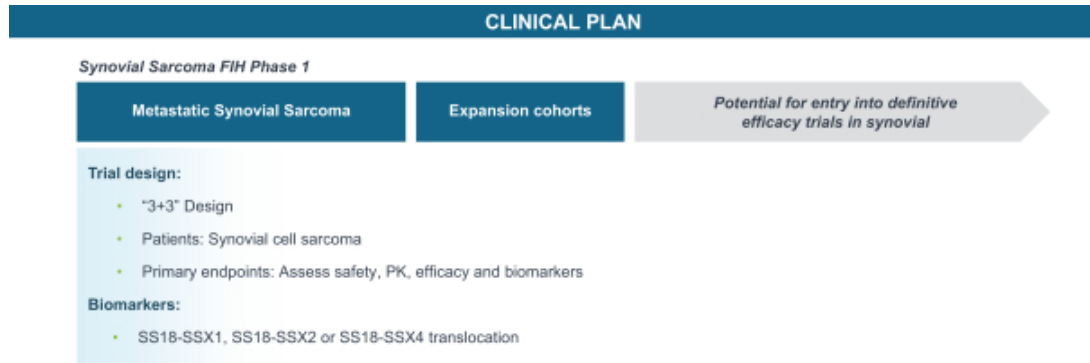 CLINICAL PLAN
Synovial Sarcoma FIH Phase 1
Metastatic Synovial Sarcoma
Expansion cohorts
Potential for entry into definitive
efficacy trials in synovial
Trial design:
• "3+3" Design
• Patients: Synovial cell sarcoma
• Primary endpoints: Assess safety, PK, efficacy and biomarkers
Biomarkers:
• SS18-SSX1, SS18-SSX2 or SS18-SSX4 translocation